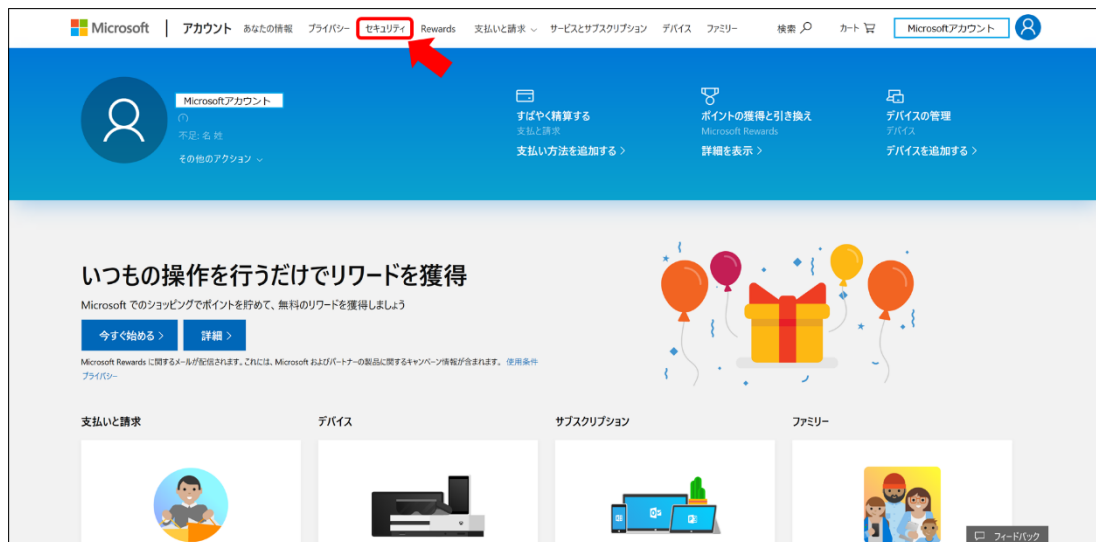 Microsoft アカウント あなたの情報 プライバシー セキュリティ Rewards 支払いと請求 サービスとサブスクリプション デバイス ファミリー 検索 カート Microsoftアカウント
Microsoftアカウント
不足: 名 姓
その他のアクション
すばやく精算する
支払と請求
支払い方法を追加する >
ポイントの獲得と引き換え
Microsoft Rewards
詳細を表示 >
デバイスの管理
デバイス
デバイスを追加する >
いつもの操作を行うだけでリワードを獲得
Microsoft でのショッピングでポイントを貯めて、無料のリワードを獲得しましょう
今すぐ始める > 詳細 >
Microsoft Rewards に関するメールが配信されます。これには、Microsoft およびパートナーの製品に関するキャンペーン情報が含まれます。 使用条件
プライバシー
支払いと請求 デバイス サブスクリプション ファミリー
フィードバック